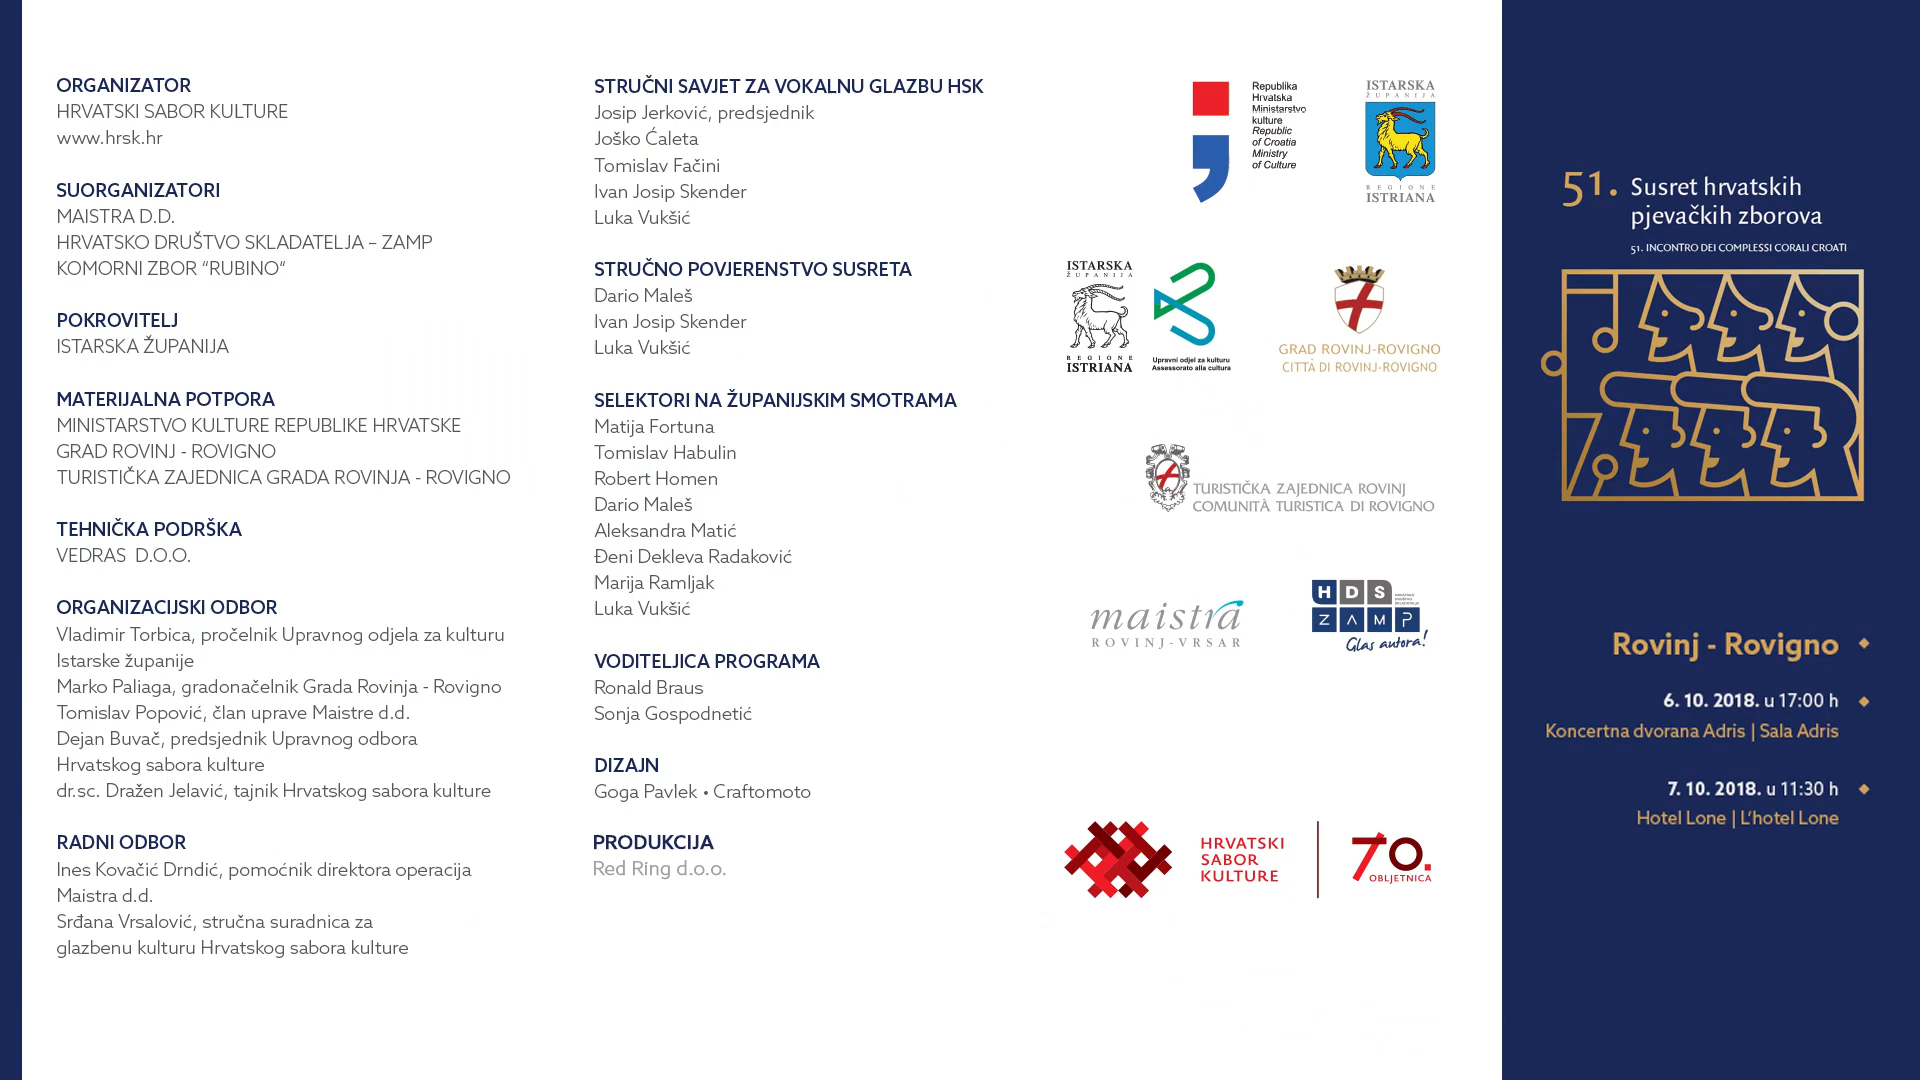 ORGANIZATOR
HRVATSKI SABOR KULTURE
www.hrsk.hr
SUORGANIZATORI
MAISTRA D.D.
HRVATSKO DRUŠTVO SKLADATELJA – ZAMP
KOMORNI ZBOR “RUBINO“
POKROVITELJ
ISTARSKA ŽUPANIJA
MATERIJALNA POTPORA
MINISTARSTVO KULTURE REPUBLIKE HRVATSKE
GRAD ROVINJ - ROVIGNO
TURISTIČKA ZAJEDNICA GRADA ROVINJA - ROVIGNO
TEHNIČKA PODRŠKA
VEDRAS D.O.O.
ORGANIZACIJSKI ODBOR
Vladimir Torbica, pročelnik Upravnog odjela za kulturu
Istarske županije
Marko Paliaga, gradonačelnik Grada Rovinja - Rovigno
Tomislav Popović, član uprave Maistre d.d.
Dejan Buvač, predsjednik Upravnog odbora
Hrvatskog sabora kulture
dr.sc. Dražen Jelavić, tajnik Hrvatskog sabora kulture
RADNI ODBOR
Ines Kovačić Drndić, pomoćnik direktora operacija
Maistra d.d.
Srđana Vrsalović, stručna suradnica za
glazbenu kulturu Hrvatskog sabora kulture
STRUČNI SAVJET ZA VOKALNU GLAZBU HSK
Josip Jerković, predsjednik
Joško Ćaleta
Tomislav Fačini
Ivan Josip Skender
Luka Vukšić
STRUČNO POVJERENSTVO SUSRETA
Dario Maleš
Ivan Josip Skender
Luka Vukšić
SELEKTORI NA ŽUPANIJSKIM SMOTRAMA
Matija Fortuna
Tomislav Habulin
Robert Homen
Dario Maleš
Aleksandra Matić
Đeni Dekleva Radaković
Marija Ramljak
Luka Vukšić
VODITELJICA PROGRAMA
Ronald Braus
Sonja Gospodnetić
DIZAJN
Goga Pavlek • Craftomoto
PRODUKCIJA
Red Ring d.o.o.
Republika
Hrvatska
Ministarstvo
kulture
Republic
of Croatia
Ministry
of Culture
ISTARSKA
ŽUPANIJA
REGIONE
ISTRIANA
ISTARSKA
ŽUPANIJA
REGIONE
ISTRIANA
Upravni odjel za kulturu
Assessorato alla cultura
GRAD ROVINJ-ROVIGNO
CITTÀ DI ROVINJ-ROVIGNO
TURISTIČKA ZAJEDNICA ROVINJ
COMUNITÀ TURISTICA DI ROVIGNO
maistra
ROVINJ-VRSAR
HDS
ZAMP
Glas autora!
HRVATSKI
SABOR
KULTURE
70.
OBLJETNICA
51. Susret hrvatskih
pjevačkih zborova
51. INCONTRO DEI COMPLESSI CORALI CROATI
Rovinj - Rovigno
6. 10. 2018. u 17:00 h
Koncertna dvorana Adris | Sala Adris
7. 10. 2018. u 11:30 h
Hotel Lone | L’hotel Lone